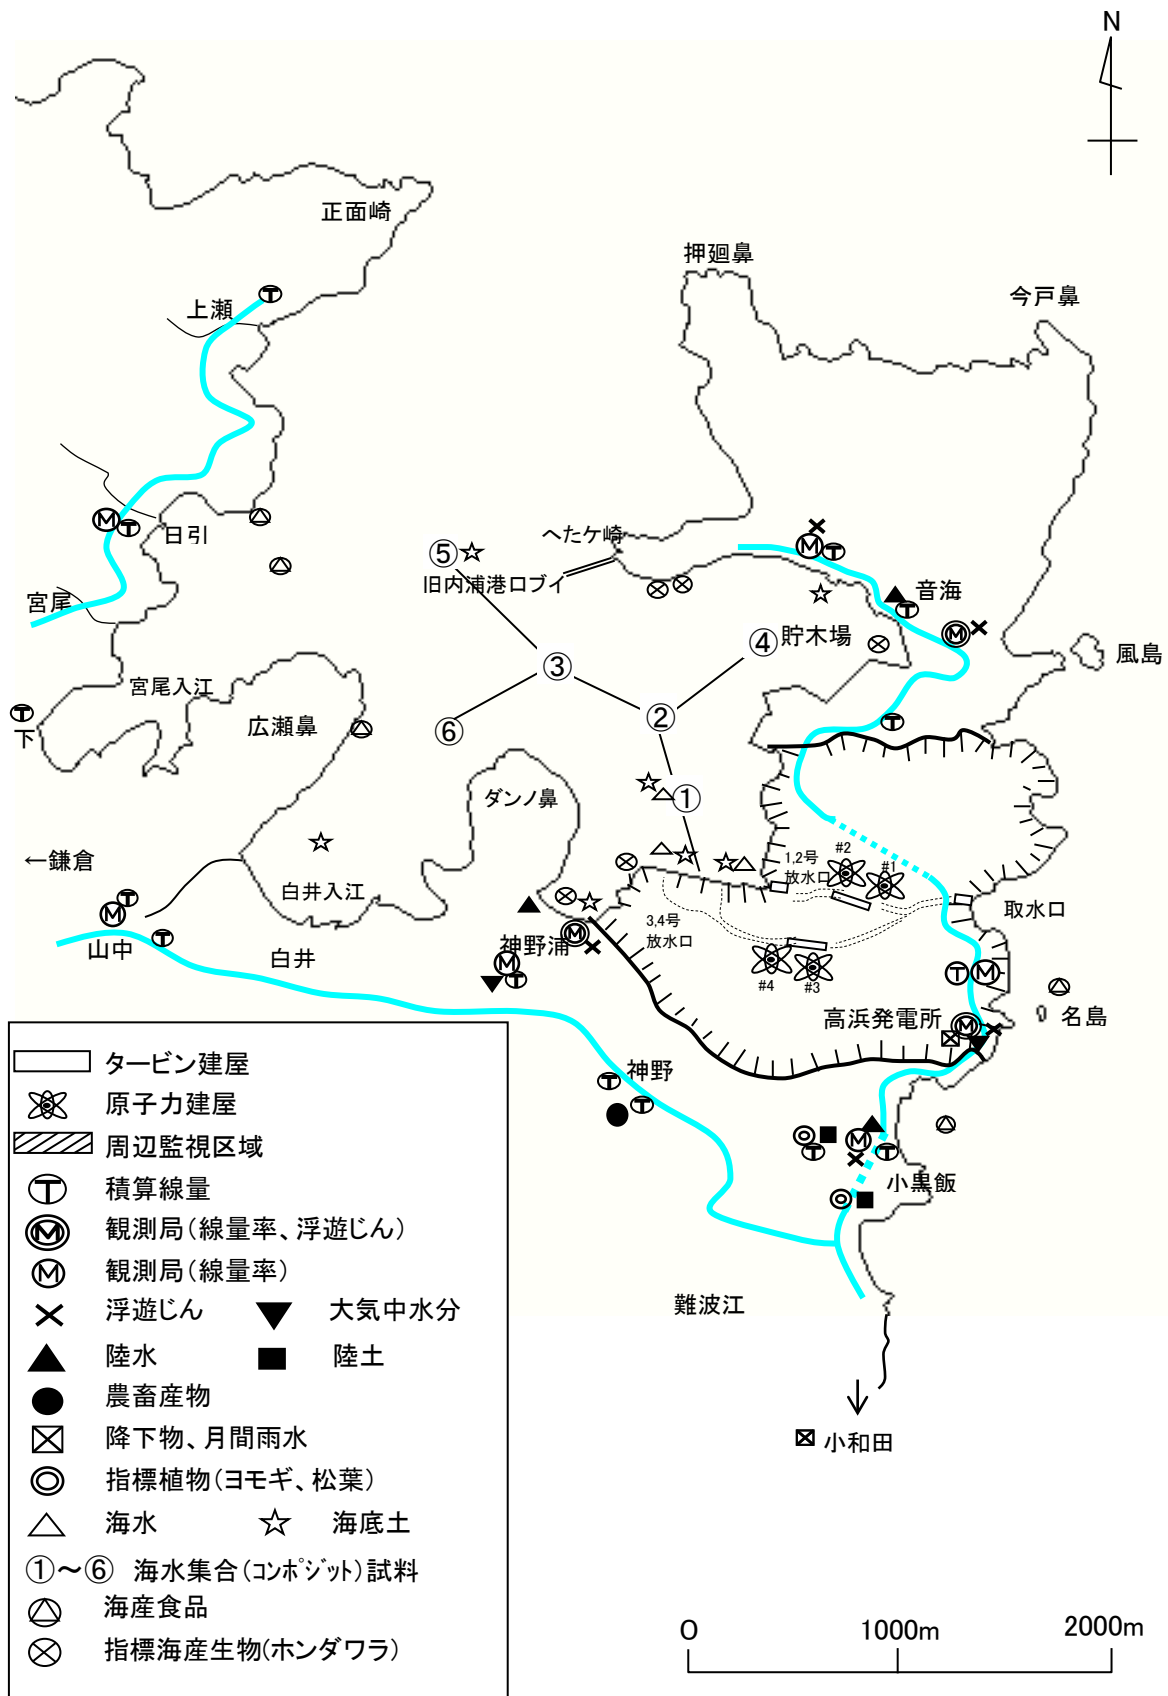 N
正面崎
押廻鼻
今戸鼻
上瀬
Ⓣ
へたケ崎
Ⓜ Ⓣ
日引
⑤
旧内浦港口ブイ
Ⓜ Ⓣ
音海
Ⓣ
宮尾
④ 貯木場
Ⓜ
風島
③
宮尾入江
Ⓣ
下
広瀬鼻
⑥
②
Ⓣ
ダンノ鼻
①
←鎌倉
1,2号
放水口
#2
#1
白井入江
Ⓣ
Ⓜ
取水口
山中
Ⓣ
白井
神野浦
Ⓜ
3,4号
放水口
Ⓜ
Ⓣ
#4
#3
Ⓣ Ⓜ
高浜発電所
Ⓜ
名島
神野
Ⓣ
Ⓣ
Ⓜ
Ⓣ
Ⓣ
小黒飯
難波江
小和田
タービン建屋
原子力建屋
周辺監視区域
Ⓣ 積算線量
Ⓜ 観測局(線量率、浮遊じん)
Ⓜ 観測局(線量率)
浮遊じん 大気中水分
陸水 陸土
農畜産物
降下物、月間雨水
指標植物(ヨモギ、松葉)
海水 海底土
①～⑥ 海水集合(コンポジット)試料
海産食品
指標海産生物(ホンダワラ)
O 1000m 2000m